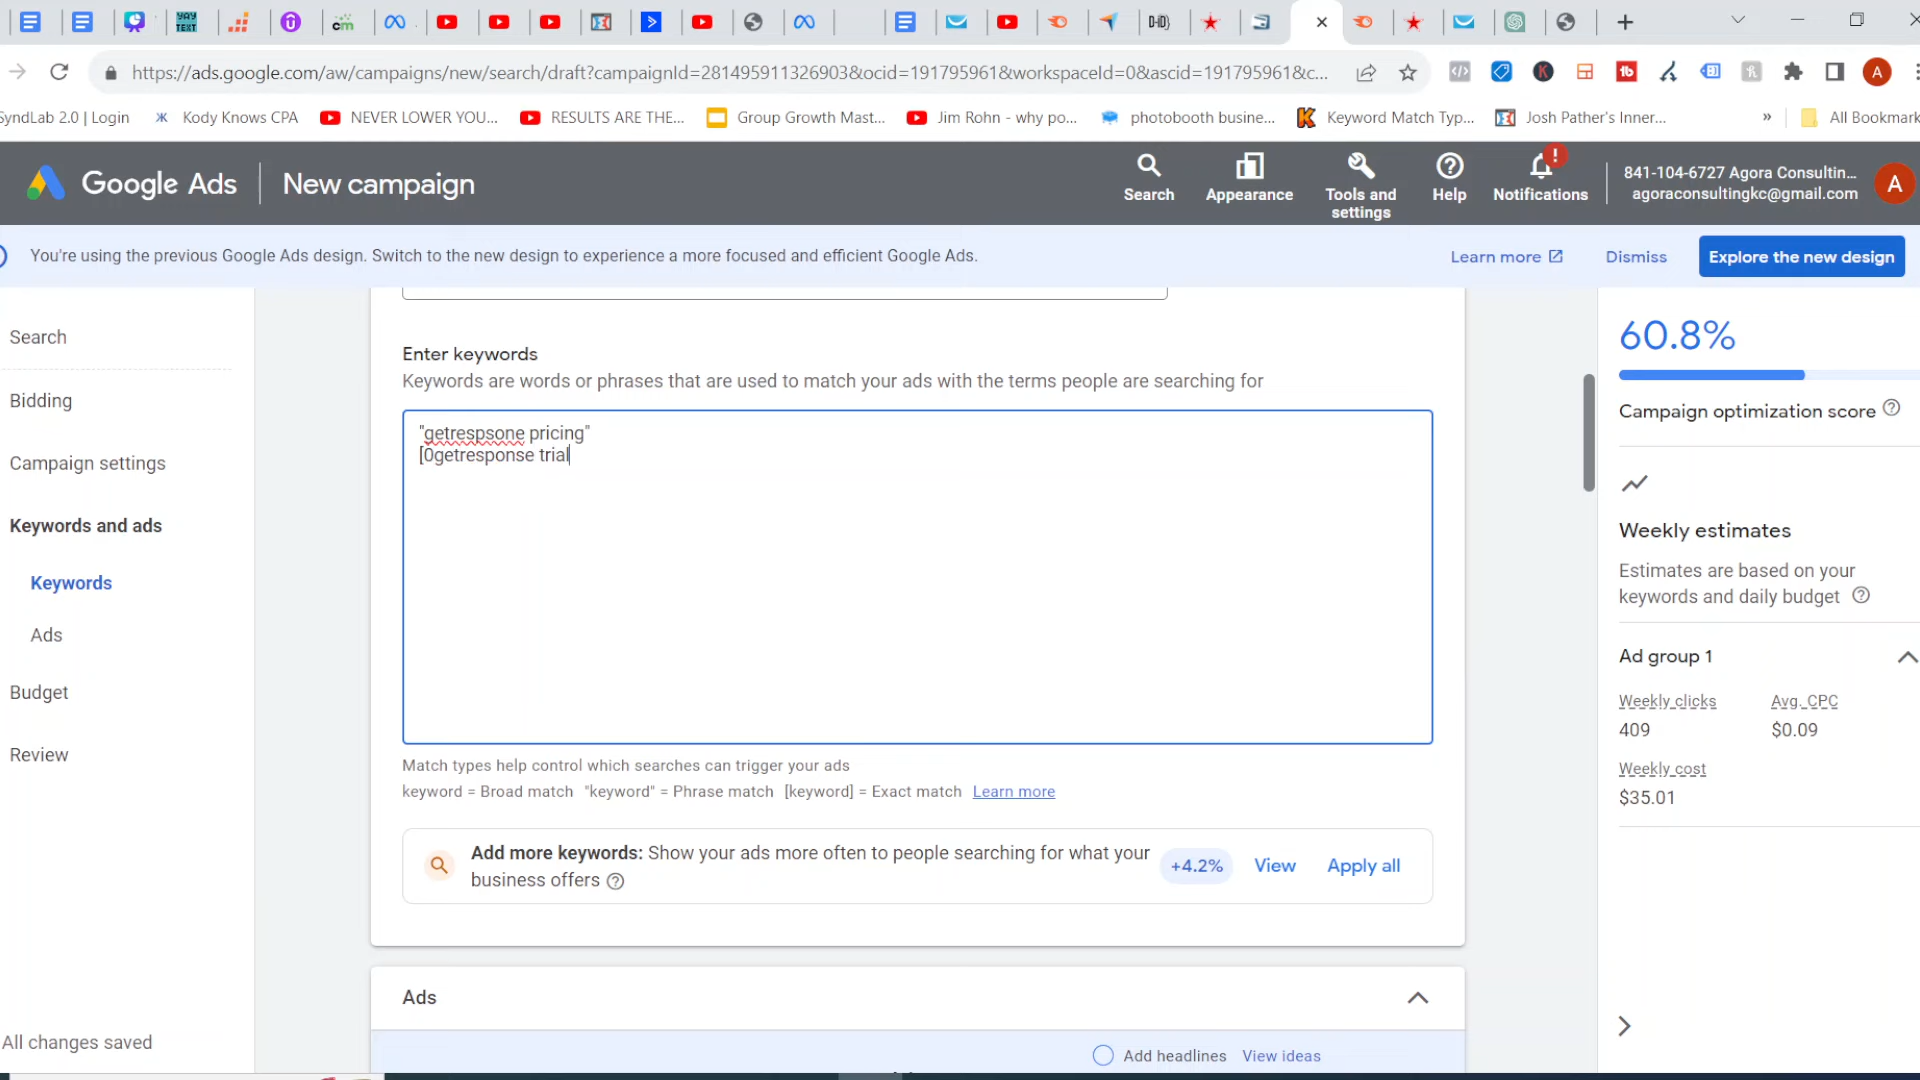 https://ads.google.com/aw/campaigns/new/search/draft?campaignId=281495911326903&ocid=191795961&workspaceId=0&ascid=191795961&c...
A
SyndLab 2.0 | Login
Kody Knows CPA
NEVER LOWER YOU...
RESULTS ARE THE...
Group Growth Mast...
Jim Rohn - why po...
photobooth busine...
Keyword Match Typ...
Josh Pather's Inner...
»
All Bookmark
Google Ads
New campaign
Search
Appearance
Tools and
settings
Help
Notifications
841-104-6727 Agora Consultin...
agoraconsultingkc@gmail.com
A
You're using the previous Google Ads design. Switch to the new design to experience a more focused and efficient Google Ads.
Learn more
Dismiss
Explore the new design
Search
Bidding
Campaign settings
Keywords and ads
Keywords
Ads
Budget
Review
All changes saved
Enter keywords
Keywords are words or phrases that are used to match your ads with the terms people are searching for
"getrespsone pricing"
[0getresponse trial
Match types help control which searches can trigger your ads
keyword = Broad match "keyword" = Phrase match [keyword] = Exact match Learn more
Add more keywords: Show your ads more often to people searching for what your
business offers
+4.2%
View
Apply all
Ads
Add headlines
View ideas
60.8%
Campaign optimization score
Weekly estimates
Estimates are based on your
keywords and daily budget
Ad group 1
Weekly clicks
Avg. CPC
409
$0.09
Weekly cost
$35.01